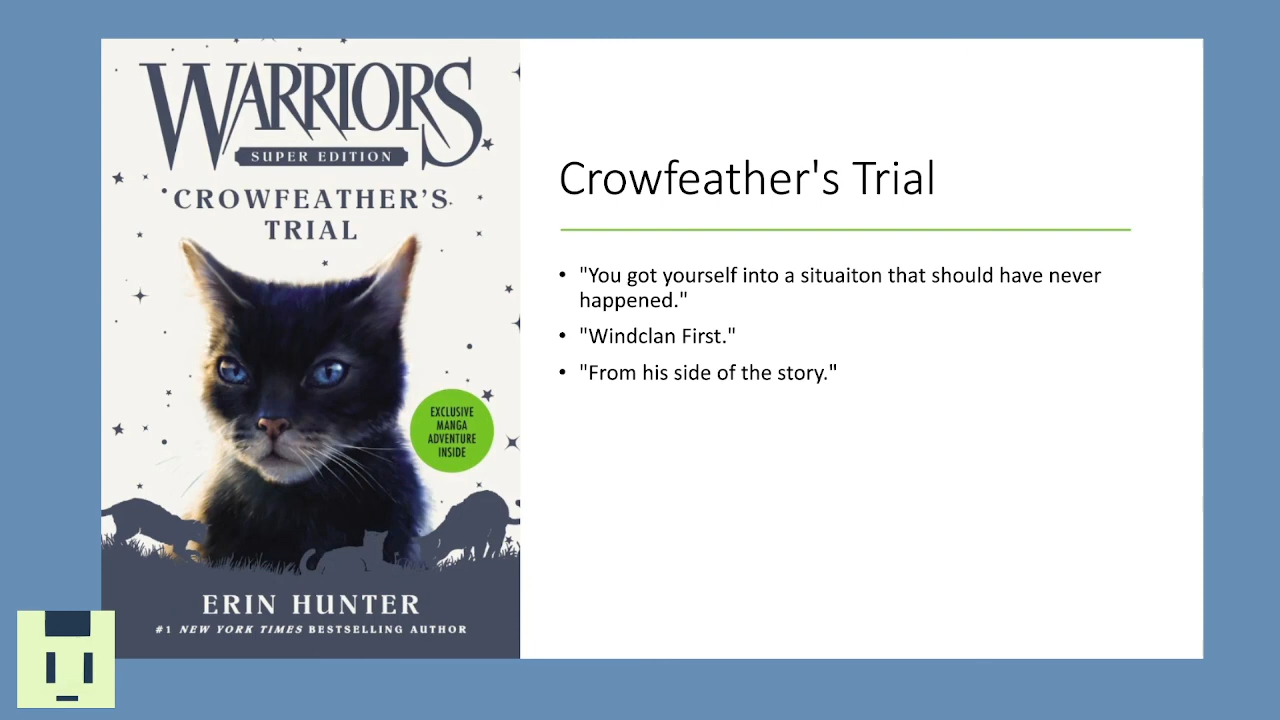 WARRIORS
SUPER EDITION
CROWFEATHER'S
TRIAL
EXCLUSIVE
MANGA
ADVENTURE
INSIDE
ERIN HUNTER
#1 NEW YORK TIMES BESTSELLING AUTHOR
Crowfeather's Trial
• "You got yourself into a situaiton that should have never
happened."
• "Windclan First."
• "From his side of the story."